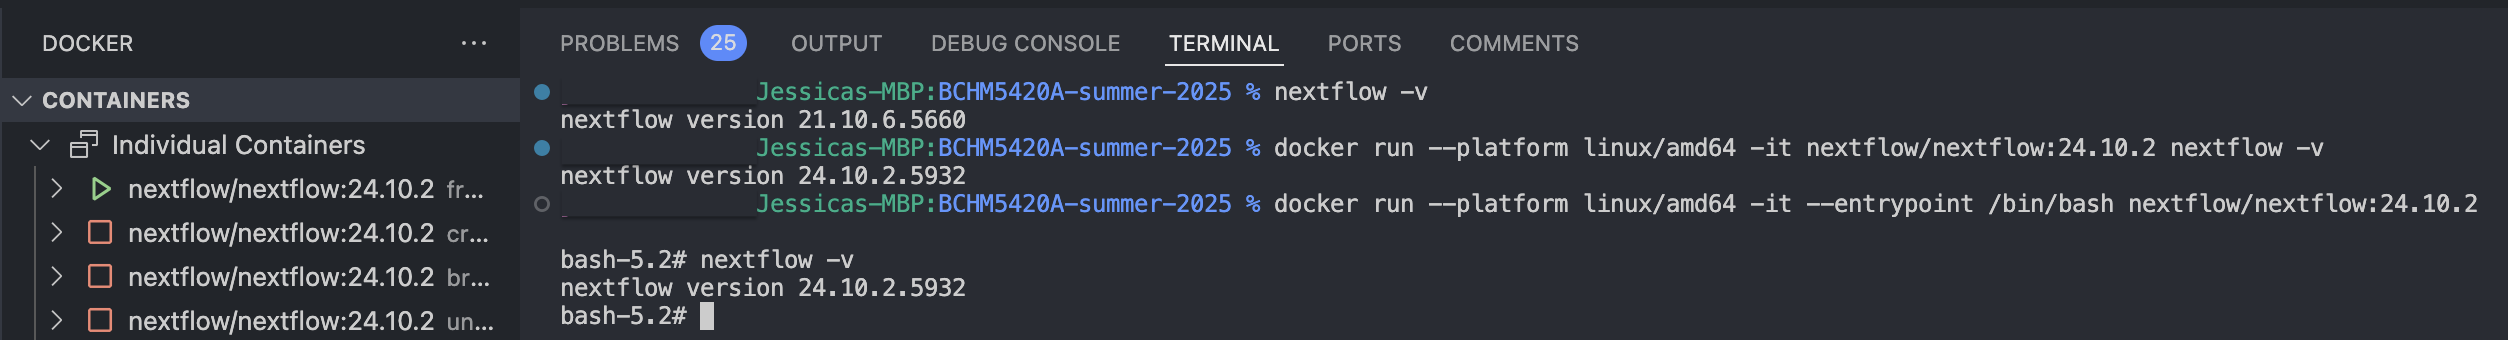 DOCKER
...
CONTAINERS
Individual Containers
nextflow/nextflow:24.10.2 fr...
nextflow/nextflow:24.10.2 cr...
nextflow/nextflow:24.10.2 br...
nextflow/nextflow:24.10.2 un...
PROBLEMS 25 OUTPUT DEBUG CONSOLE TERMINAL PORTS COMMENTS
Jessicas-MBP:BCHM5420A-summer-2025 % nextflow -v
nextflow version 21.10.6.5660
Jessicas-MBP:BCHM5420A-summer-2025 % docker run --platform linux/amd64 -it nextflow/nextflow:24.10.2 nextflow -v
nextflow version 24.10.2.5932
Jessicas-MBP:BCHM5420A-summer-2025 % docker run --platform linux/amd64 -it --entrypoint /bin/bash nextflow/nextflow:24.10.2
bash-5.2# nextflow -v
nextflow version 24.10.2.5932
bash-5.2#